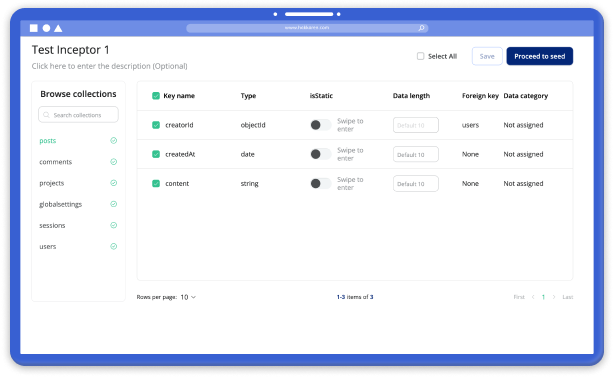 www.fndkarma.com
Test Inceptor 1
Click here to enter the description (Optional)
Select All
Save
Proceed to seed
Browse collections
Search collections
posts
comments
projects
globalsettings
sessions
users
Key name Type isStatic Data length Foreign key Data category
creatorId objectId Swipe to enter Default 10 users Not assigned
createdAt date Swipe to enter Default 10 None Not assigned
content string Swipe to enter Default 10 None Not assigned
Rows per page: 10
1-3 items of 3
First < 1 > Last